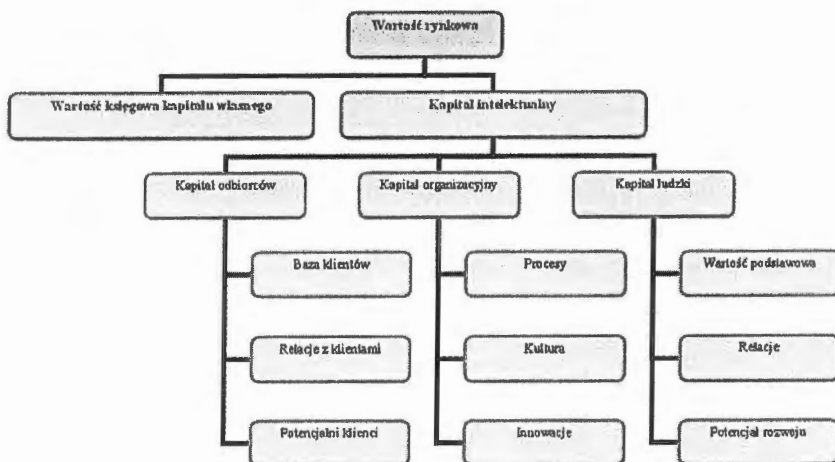 Wartość rynkowa
Wartość księgowa kapitału własnego
Kapitał intelektualny
Kapitał odbiorców
Kapitał organizacyjny
Kapitał ludzki
Baza klientów
Procesy
Wartość podstawowa
Relacje z klientami
Kultura
Relacje
Potencjalni klienci
Innowacje
Potencjał rozwoju